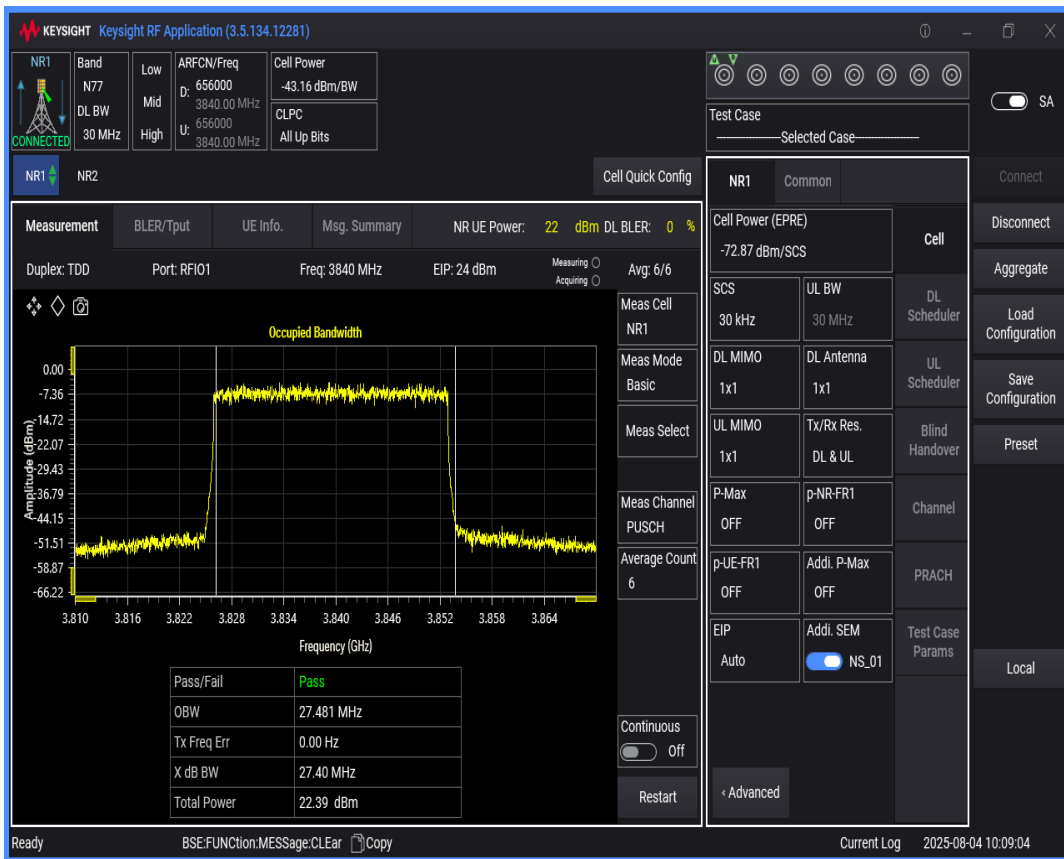 KEYSIGHT Keysight RF Application (3.5.134.12281)
NR1
CONNECTED
Band
N77
DL BW
30 MHz
Low
Mid
High
ARFCN/Freq
D: 656000
3840.00 MHz
U: 656000
3840.00 MHz
Cell Power
-43.16 dBm/BW
CLPC
All Up Bits
Test Case
----------------------Selected Case-------------------
SA
NR1 NR2 Cell Quick Config
Measurement BLER/Tput UE Info. Msg. Summary NR UE Power: 22 dBm DL BLER: 0 %
Duplex: TDD Port: RFIO1 Freq: 3840 MHz EIP: 24 dBm Measuring Acquiring Avg: 6/6
Occupied Bandwidth
Amplitude (dBm)
0.00
-7.36
-14.72
-22.07
-29.43
-36.79
-44.15
-51.51
-58.87
-66.22
3.810 3.816 3.822 3.828 3.834 3.840 3.846 3.852 3.858 3.864
Frequency (GHz)
Pass/Fail Pass
OBW 27.481 MHz
Tx Freq Err 0.00 Hz
X dB BW 27.40 MHz
Total Power 22.39 dBm
Meas Cell
NR1
Meas Mode
Basic
Meas Select
Meas Channel
PUSCH
Average Count
6
Continuous
Off
Restart
NR1 Common
Cell Power (EPRE)
-72.87 dBm/SCS
SCS
30 kHz
UL BW
30 MHz
DL MIMO
1x1
DL Antenna
1x1
UL MIMO
1x1
Tx/Rx Res.
DL & UL
P-Max
OFF
p-NR-FR1
OFF
p-UE-FR1
OFF
Addi. P-Max
OFF
EIP
Auto
Addi. SEM
NS_01
‹ Advanced
Cell
DL
Scheduler
UL
Scheduler
Blind
Handover
Channel
PRACH
Test Case
Params
Connect
Disconnect
Aggregate
Load
Configuration
Save
Configuration
Preset
Local
Ready BSE:FUNCtion:MESSage:CLEar Copy Current Log 2025-08-04 10:09:04